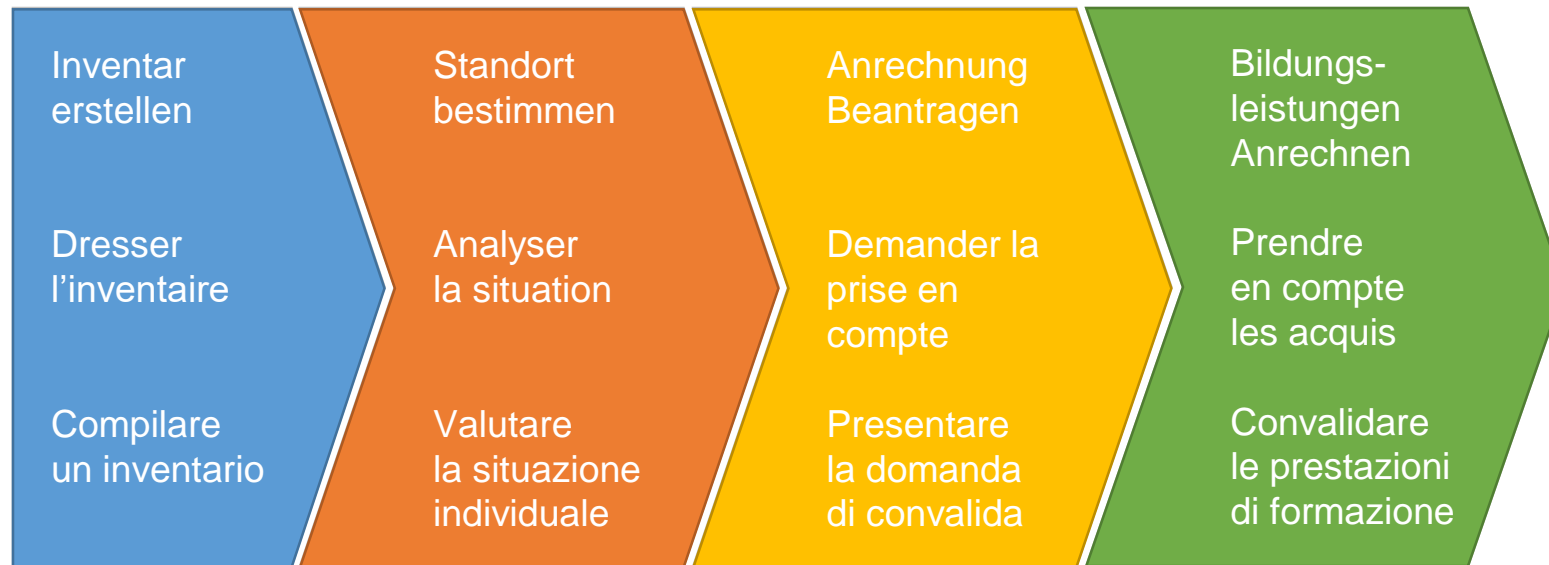 Inventar
erstellen
Dresser
l’inventaire
Compilare
un inventario
Standort
bestimmen
Analyser
la situation
Valutare
la situazione
individuale
Anrechnung
Beantragen
Demander la
prise en
compte
Presentare
la domanda
di convalida
Bildungs-
leistungen
Anrechnen
Prendre
en compte
les acquis
Convalidare
le prestazioni
di formazione